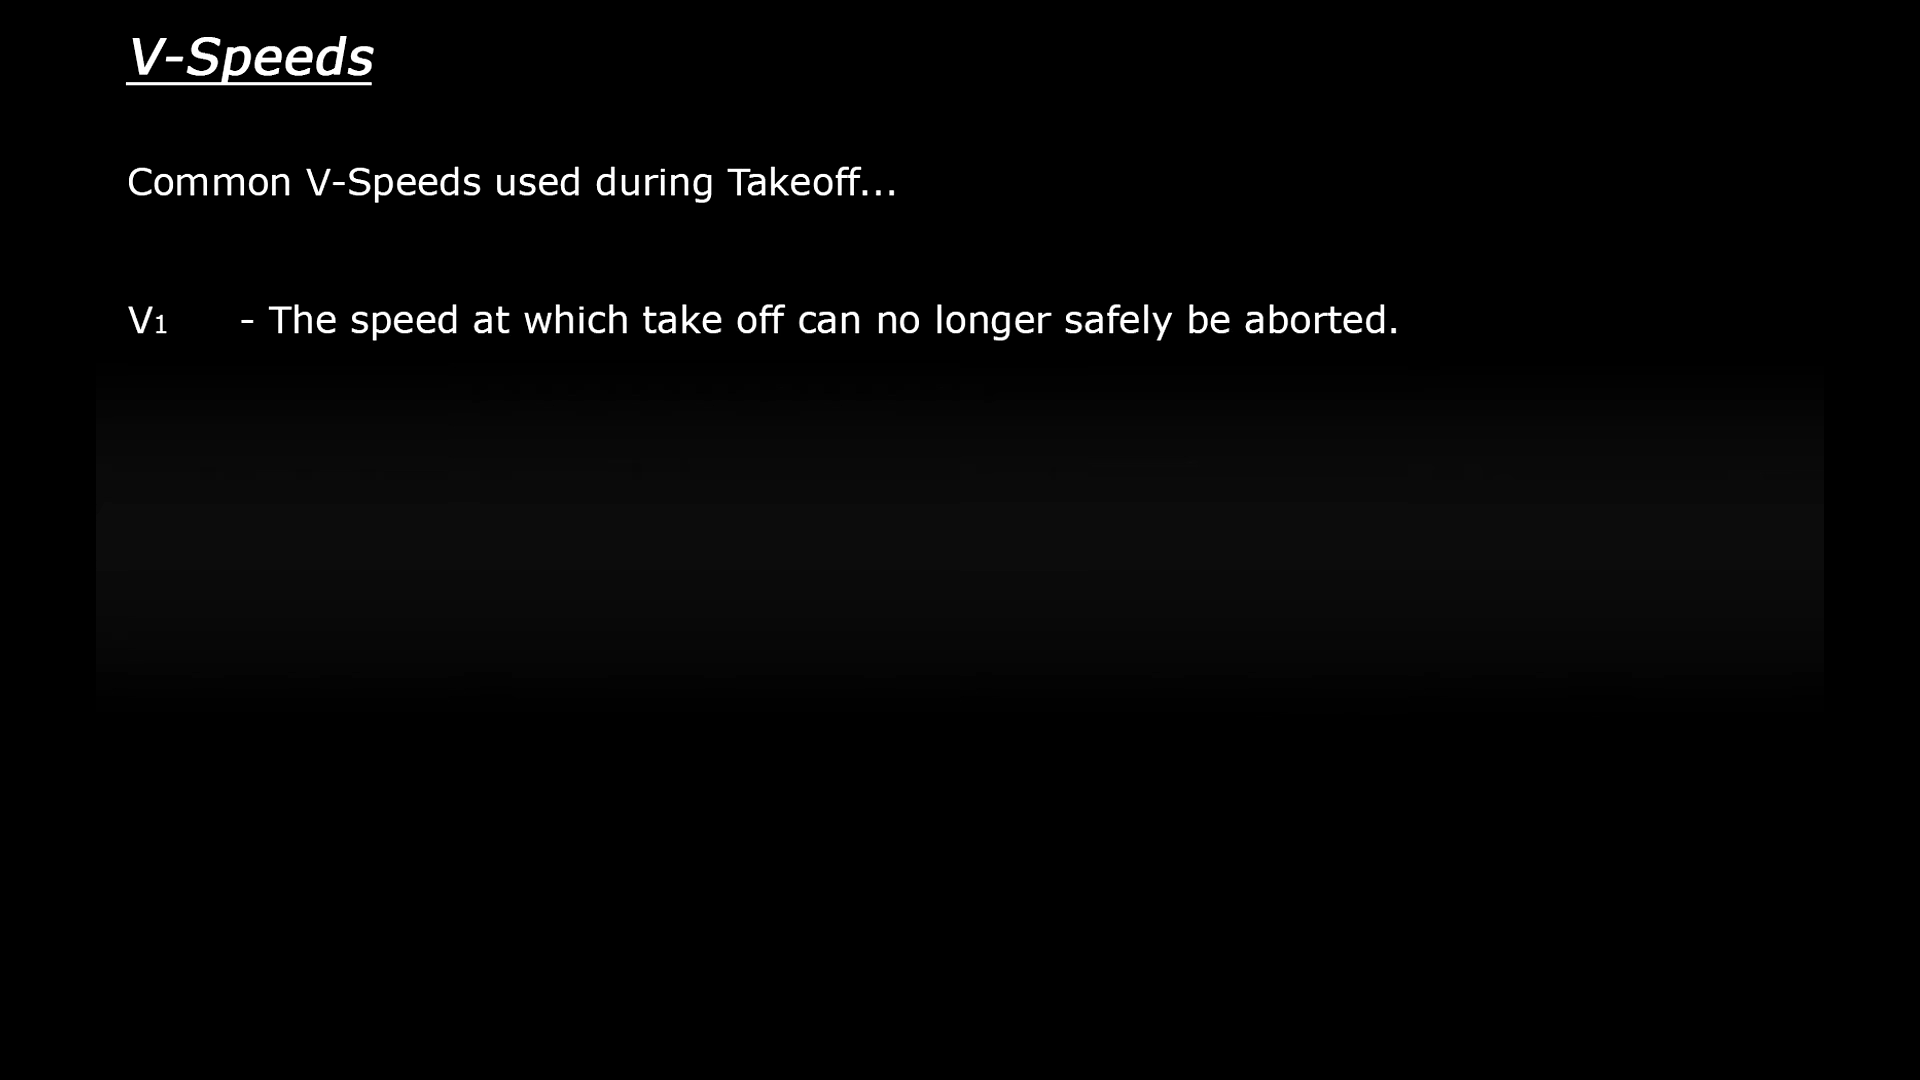 V-Speeds
Common V-Speeds used during Takeoff...
V1 - The speed at which take off can no longer safely be aborted.